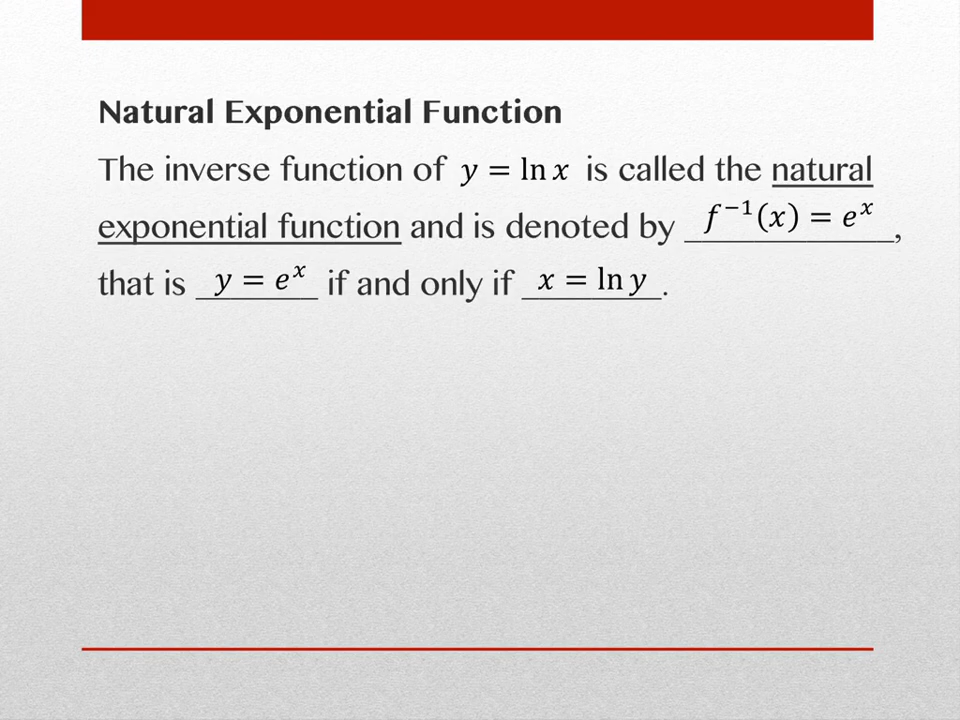 Natural Exponential Function
The inverse function of y = ln x is called the natural
exponential function and is denoted by f⁻¹(x) = eˣ,
that is y = eˣ if and only if x = ln y.